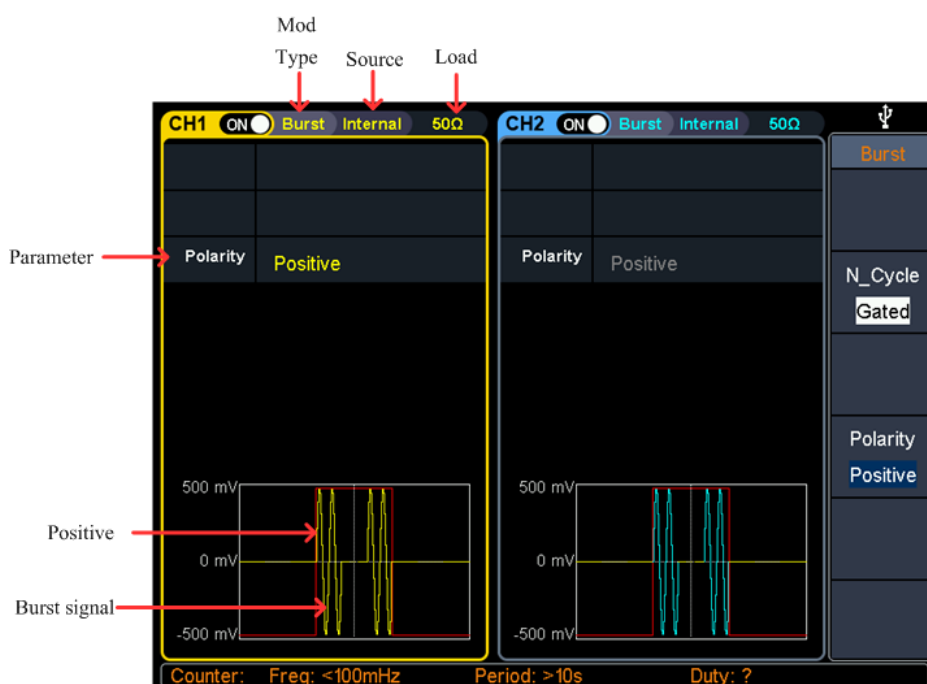 Mod
Type
Source
Load
CH1 ON Burst Internal 50Ω
CH2 ON Burst Internal 50Ω
Burst
Parameter
Polarity Positive
Polarity Positive
N_Cycle
Gated
Polarity
Positive
500 mV
0 mV
-500 mV
500 mV
0 mV
-500 mV
Positive
Burst signal
Counter: Freq: <100mHz Period: >10s Duty: ?